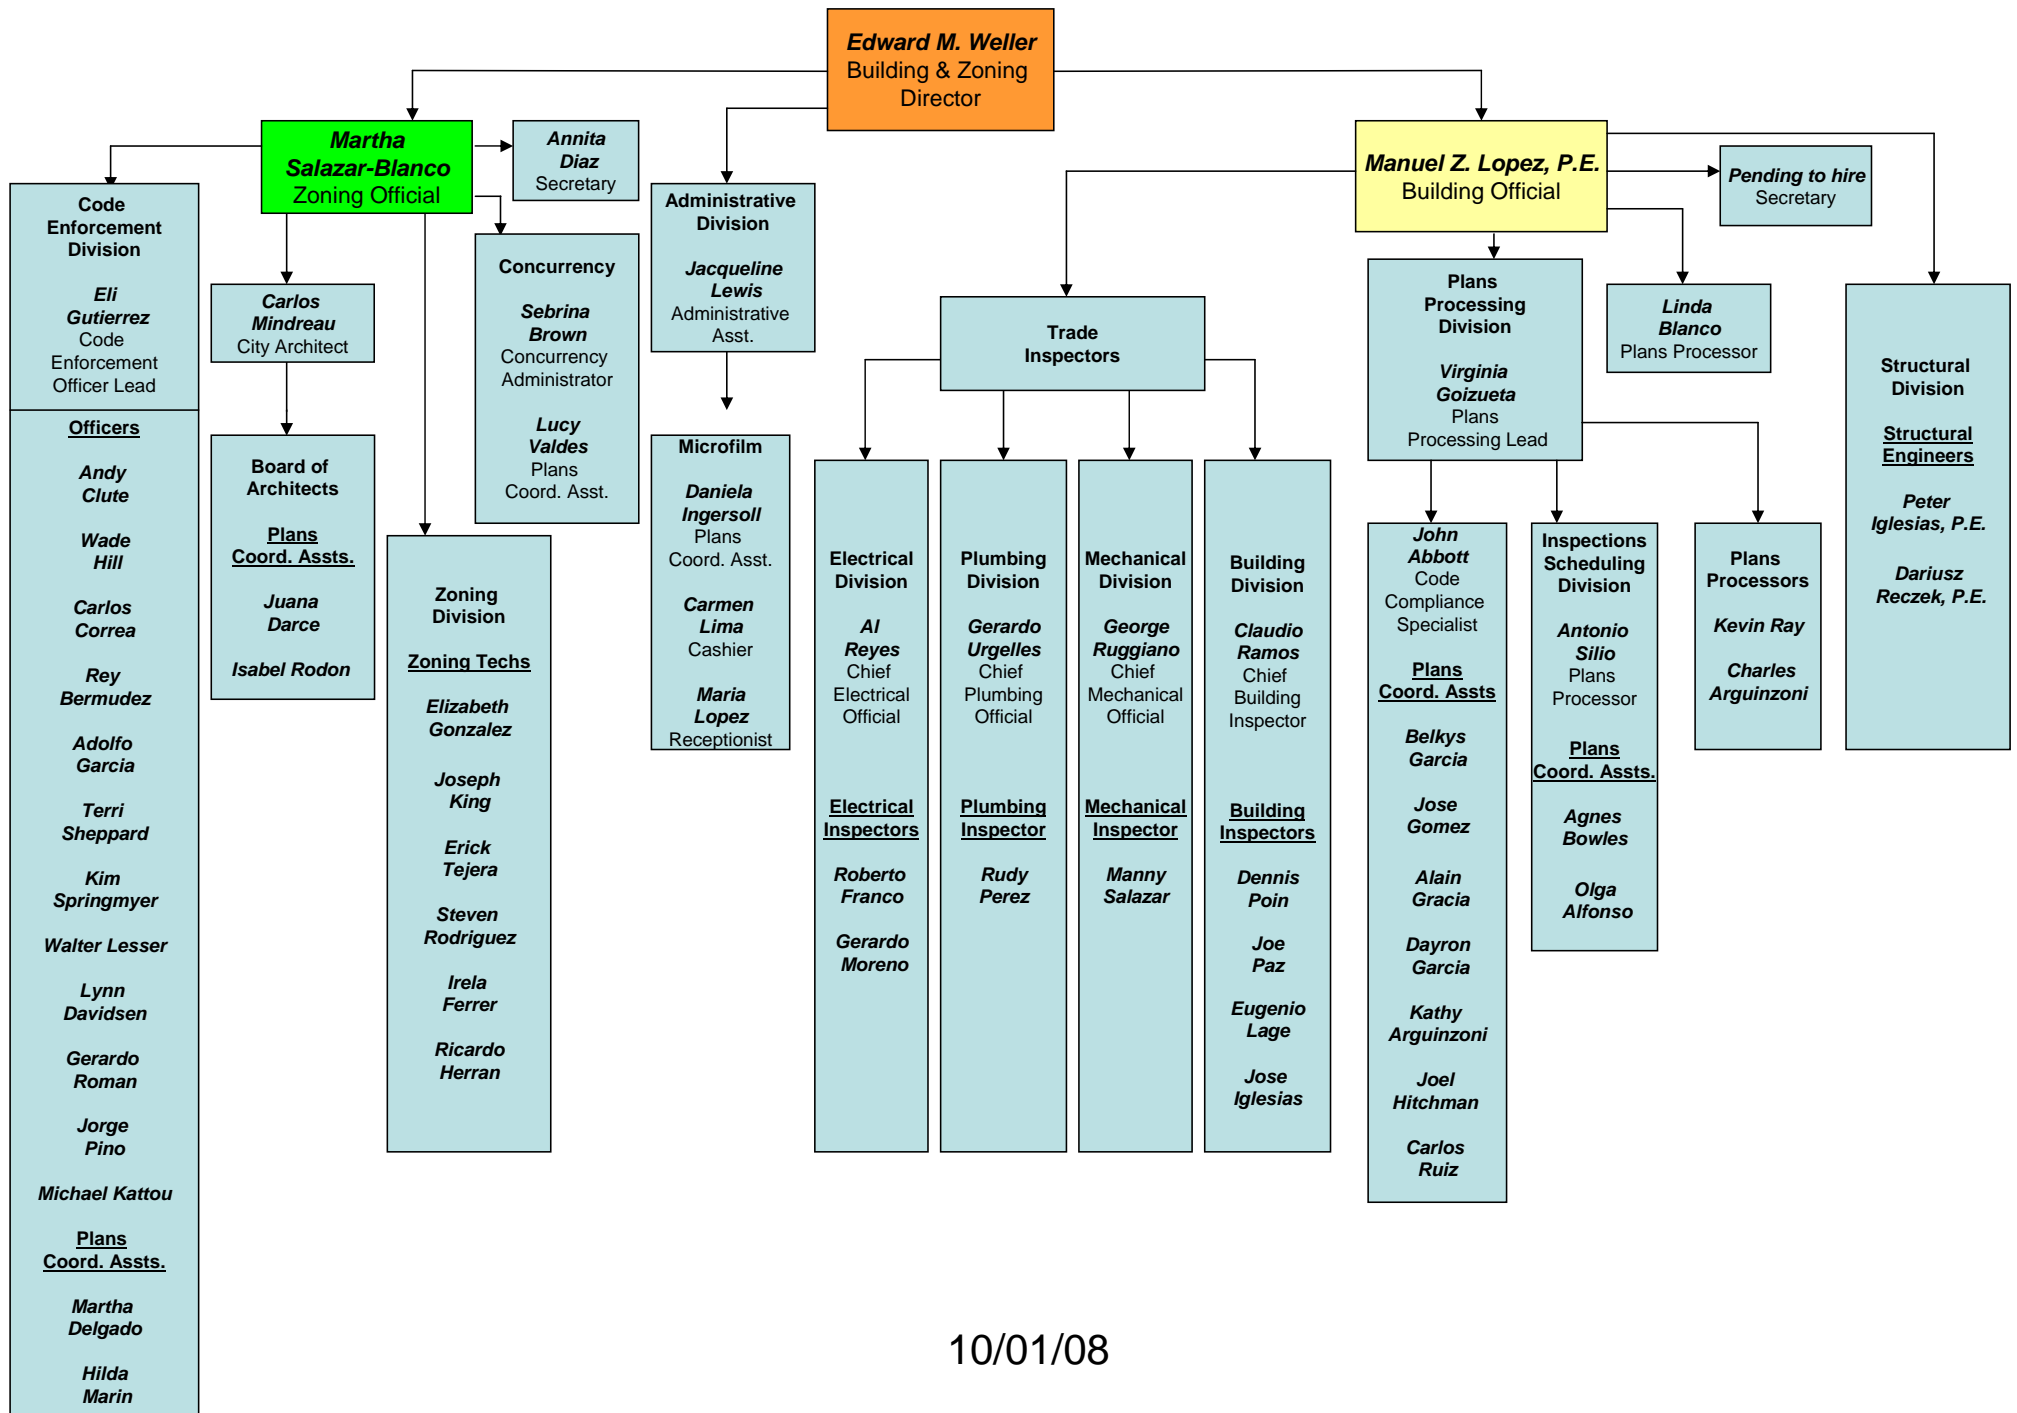 Edward M. Weller
Building & Zoning
Director
Martha
Salazar-Blanco
Zoning Official
Annita
Diaz
Secretary
Manuel Z. Lopez, P.E.
Building Official
Pending to hire
Secretary
Code
Enforcement
Division
Eli
Gutierrez
Code
Enforcement
Officer Lead
Officers
Andy
Clute
Wade
Hill
Carlos
Correa
Rey
Bermudez
Adolfo
Garcia
Terri
Sheppard
Kim
Springmyer
Walter Lesser
Lynn
Davidsen
Gerardo
Roman
Jorge
Pino
Michael Kattou
Plans
Coord. Assts.
Martha
Delgado
Hilda
Marin
Carlos
Mindreau
City Architect
Board of
Architects
Plans
Coord. Assts.
Juana
Darce
Isabel Rodon
Zoning
Division
Zoning Techs
Elizabeth
Gonzalez
Joseph
King
Erick
Tejera
Steven
Rodriguez
Irela
Ferrer
Ricardo
Herran
Concurrency
Sebrina
Brown
Concurrency
Administrator
Lucy
Valdes
Plans
Coord. Asst.
Administrative
Division
Jacqueline
Lewis
Administrative
Asst.
Microfilm
Daniela
Ingersoll
Plans
Coord. Asst.
Carmen
Lima
Cashier
Maria
Lopez
Receptionist
Trade
Inspectors
Electrical
Division
Al
Reyes
Chief
Electrical
Official
Electrical
Inspectors
Roberto
Franco
Gerardo
Moreno
Plumbing
Division
Gerardo
Urgelles
Chief
Plumbing
Official
Plumbing
Inspector
Rudy
Perez
Mechanical
Division
George
Ruggiano
Chief
Mechanical
Official
Mechanical
Inspector
Manny
Salazar
Building
Division
Claudio
Ramos
Chief
Building
Inspector
Building
Inspectors
Dennis
Poin
Joe
Paz
Eugenio
Lage
Jose
Iglesias
Plans
Processing
Division
Virginia
Goizueta
Plans
Processing Lead
John
Abbott
Code
Compliance
Specialist
Plans
Coord. Assts
Belkys
Garcia
Jose
Gomez
Alain
Gracia
Dayron
Garcia
Kathy
Arguinzoni
Joel
Hitchman
Carlos
Ruiz
Inspections
Scheduling
Division
Antonio
Silio
Plans
Processor
Plans
Coord. Assts.
Agnes
Bowles
Olga
Alfonso
Plans
Processors
Kevin Ray
Charles
Arguinzoni
Linda
Blanco
Plans Processor
Structural
Division
Structural
Engineers
Peter
Iglesias, P.E.
Dariusz
Reczek, P.E.
10/01/08